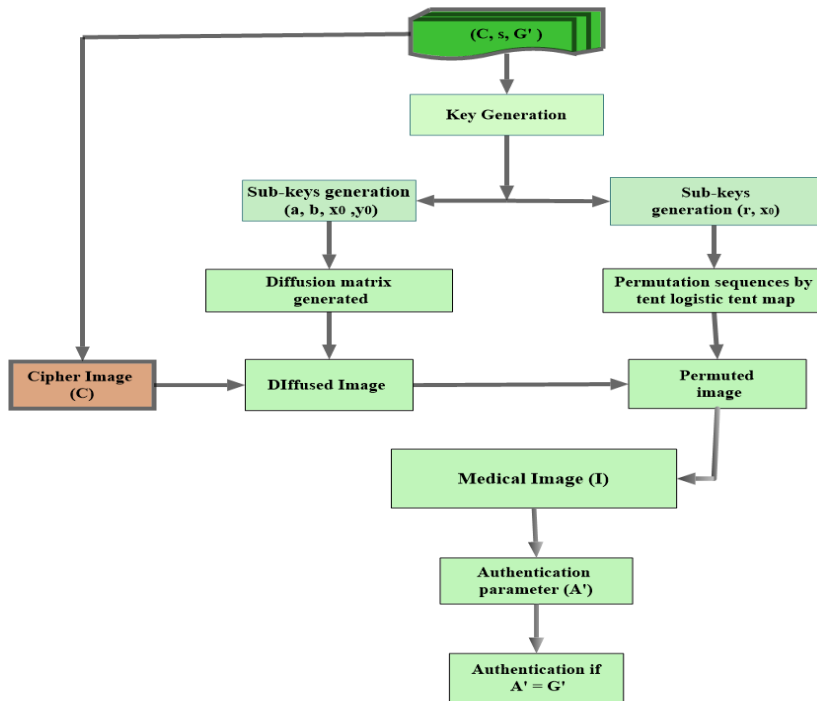 (C, s, G' )
Key Generation
Sub-keys generation
(a, b, x0 ,y0)
Sub-keys
generation (r, x0)
Diffusion matrix
generated
Permutation sequences by
tent logistic tent map
Cipher Image
(C)
DIffused Image
Permuted
image
Medical Image (I)
Authentication
parameter (A')
Authentication if
A' = G'